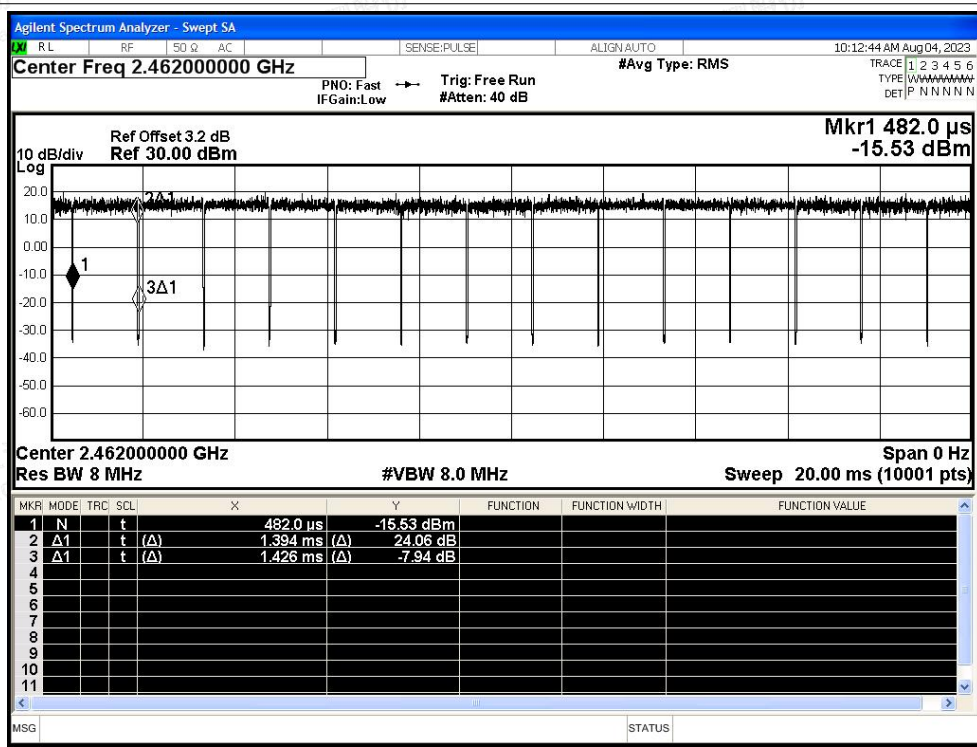 Agilent Spectrum Analyzer - Swept SA
LXI RL RF 50 Ω AC SENSE:PULSE ALIGN AUTO 10:12:44 AM Aug 04, 2023
Center Freq 2.462000000 GHz #Avg Type: RMS TRACE 1 2 3 4 5 6
PNO: Fast Trig: Free Run TYPE
IFGain:Low #Atten: 40 dB DET P N N N N N
Mkr1 482.0 µs
-15.53 dBm
Ref Offset 3.2 dB
10 dB/div Ref 30.00 dBm
Log
20.0
10.0
0.00
-10.0
-20.0
-30.0
-40.0
-50.0
-60.0
2Δ1
1
3Δ1
Center 2.462000000 GHz Span 0 Hz
Res BW 8 MHz #VBW 8.0 MHz Sweep 20.00 ms (10001 pts)
MKR MODE TRC SCL X Y FUNCTION FUNCTION WIDTH FUNCTION VALUE
1 N t 482.0 µs -15.53 dBm
2 Δ1 t (Δ) 1.394 ms (Δ) 24.06 dB
3 Δ1 t (Δ) 1.426 ms (Δ) -7.94 dB
4
5
6
7
8
9
10
11
MSG STATUS